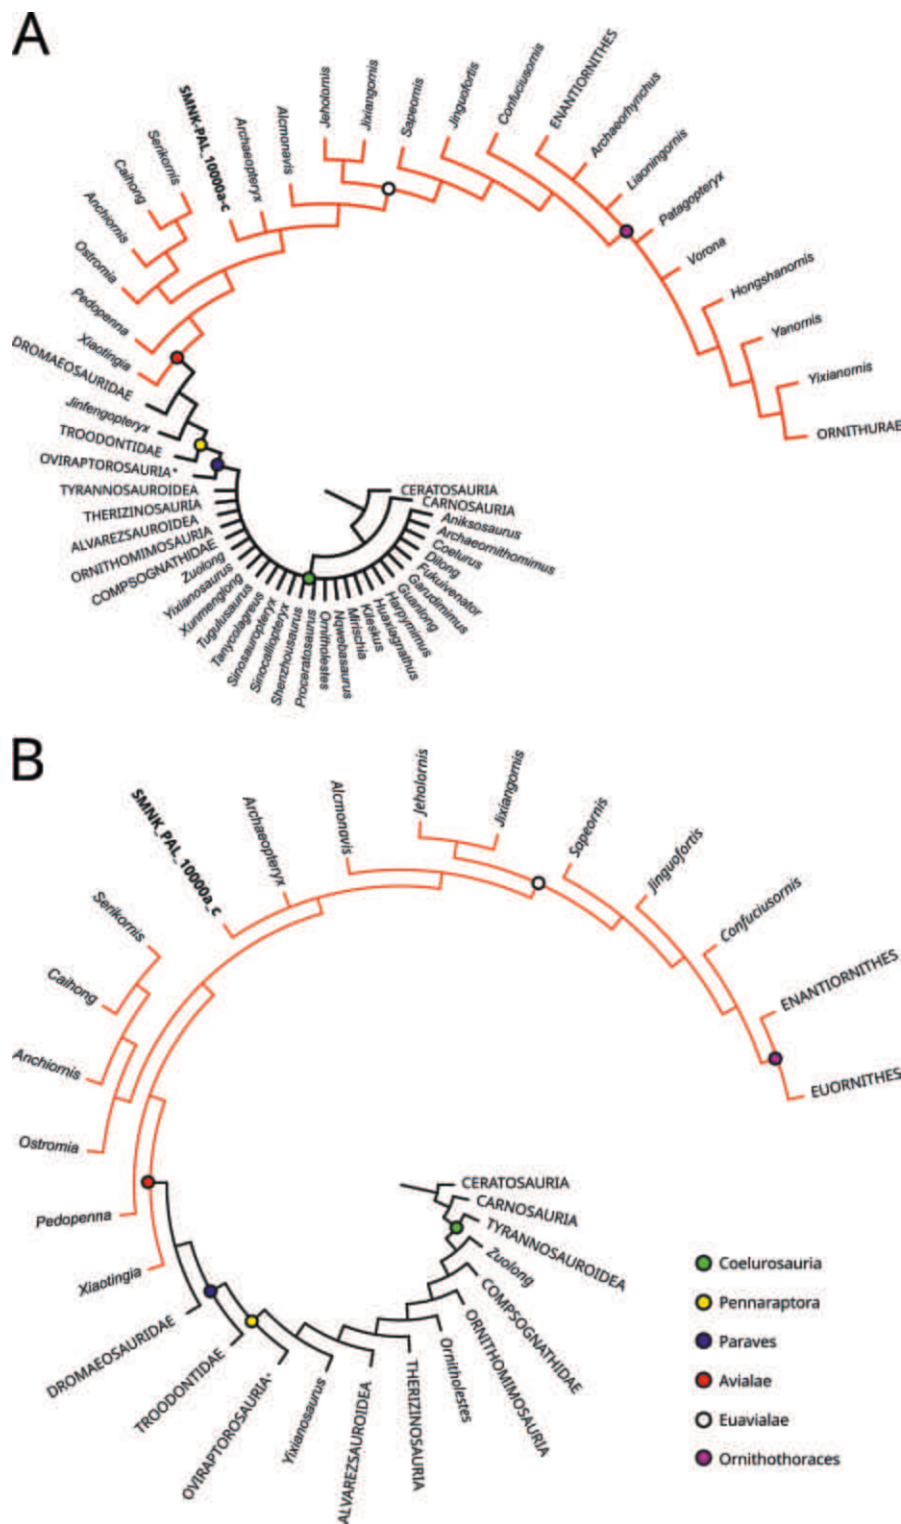 A
CERATOSAURIA
CARNOSAURIA
Aniksosaurus
Archaeornithomimus
Coelurus
Dilong
Fukuivenator
Garudimimus
Guanlong
Harpymimus
Huaxiagnathus
Kileskus
Mirischia
Nqwebasaurus
Ornitholestes
Proceratosaurus
Shenzhousaurus
Sinocalliopteryx
Sinosauropteryx
Tanycolagreus
Tugulusaurus
Xunmenglong
Yixianosaurus
Zuolong
COMPSOGNATHIDAE
ORNITHOMIMOSAURIA
ALVAREZSAUROIDEA
THERIZINOSAURIA
TYRANNOSAUROIDEA
OVIRAPTOROSAURIA*
TROODONTIDAE
Jinfengopteryx
DROMAEOSAURIDAE
Xiaotingia
Pedopenna
Ostromia
Anchiornis
Caihong
Serikornis
SMNK-PAL_10000a-c
Archaeopteryx
Alcmonavis
Jeholornis
Jixiangornis
Sapeornis
Jinguofortis
Confuciusornis
ENANTIORNITHES
Archaeorhynchus
Liaoningornis
Patagopteryx
Vorona
Hongshanornis
Yanornis
Yixianornis
ORNITHURAE
B
CERATOSAURIA
CARNOSAURIA
TYRANNOSAUROIDEA
Zuolong
COMPSOGNATHIDAE
ORNITHOMIMOSAURIA
Ornitholestes
THERIZINOSAURIA
ALVAREZSAUROIDEA
Yixianosaurus
OVIRAPTOROSAURIA*
TROODONTIDAE
DROMAEOSAURIDAE
Xiaotingia
Pedopenna
Ostromia
Anchiornis
Caihong
Serikornis
SMNK_PAL_10000a_c
Archaeopteryx
Alcmonavis
Jeholornis
Jixiangornis
Sapeornis
Jinguofortis
Confuciusornis
ENANTIORNITHES
EUORNITHES
Coelurosauria
Pennaraptora
Paraves
Avialae
Euavialae
Ornithothoraces